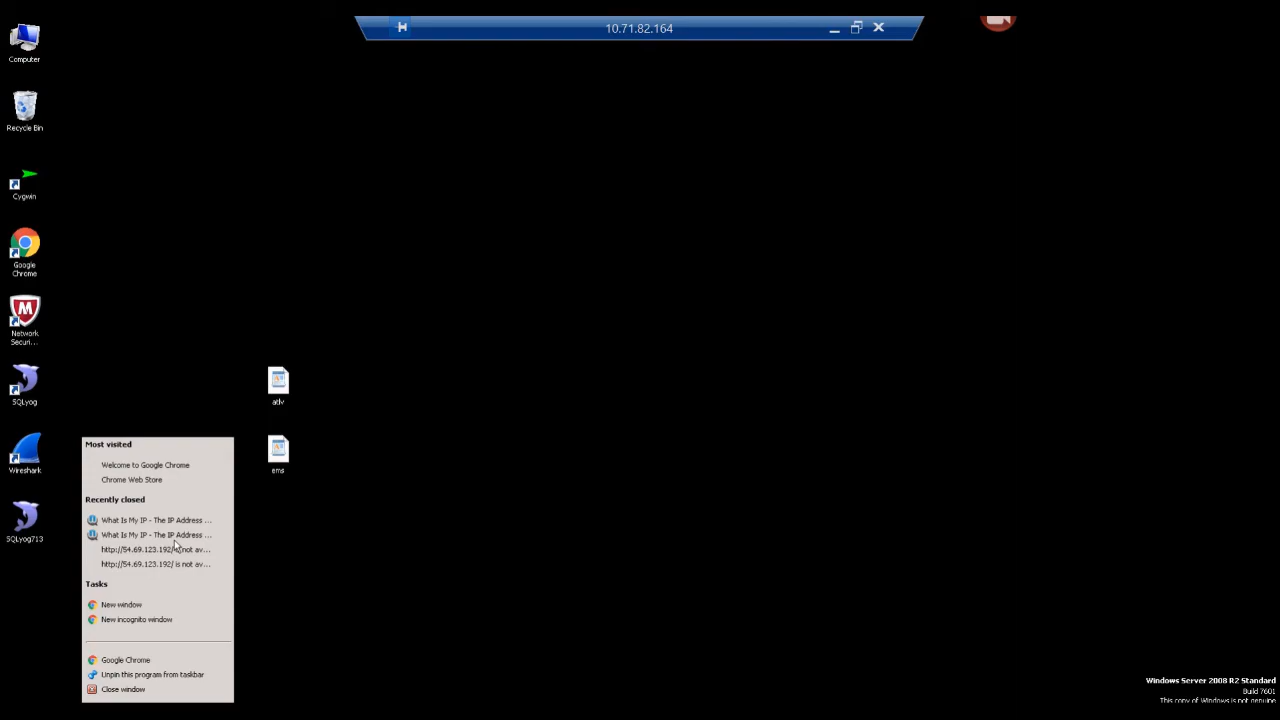 10.71.82.164
Computer
Recycle Bin
Cygwin
Google
Chrome
Network
Securi...
SQLyog
Wireshark
SQLyog713
atlv
ems
Most visited
Welcome to Google Chrome
Chrome Web Store
Recently closed
What Is My IP - The IP Address ...
What Is My IP - The IP Address ...
http://54.69.123.192/ is not av...
http://54.69.123.192/ is not av...
Tasks
New window
New incognito window
Google Chrome
Unpin this program from taskbar
Close window
Windows Server 2008 R2 Standard
Build 7601
This copy of Windows is not genuine